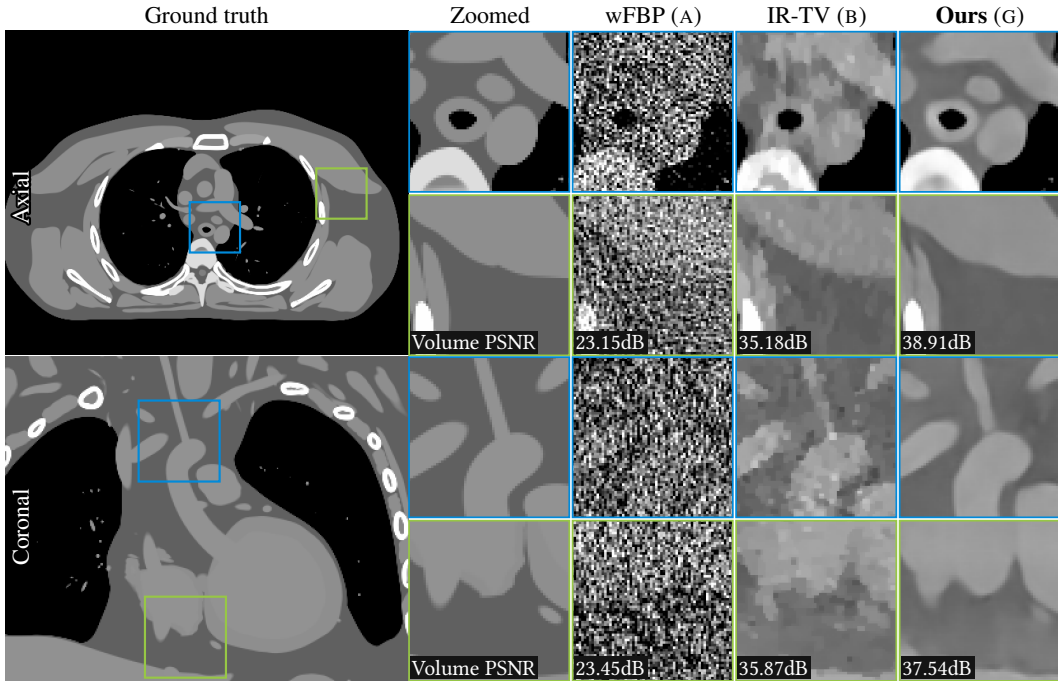 Ground truth Zoomed wFBP (A) IR-TV (B) Ours (G)
Axial
Volume PSNR 23.15dB 35.18dB 38.91dB
Coronal
Volume PSNR 23.45dB 35.87dB 37.54dB